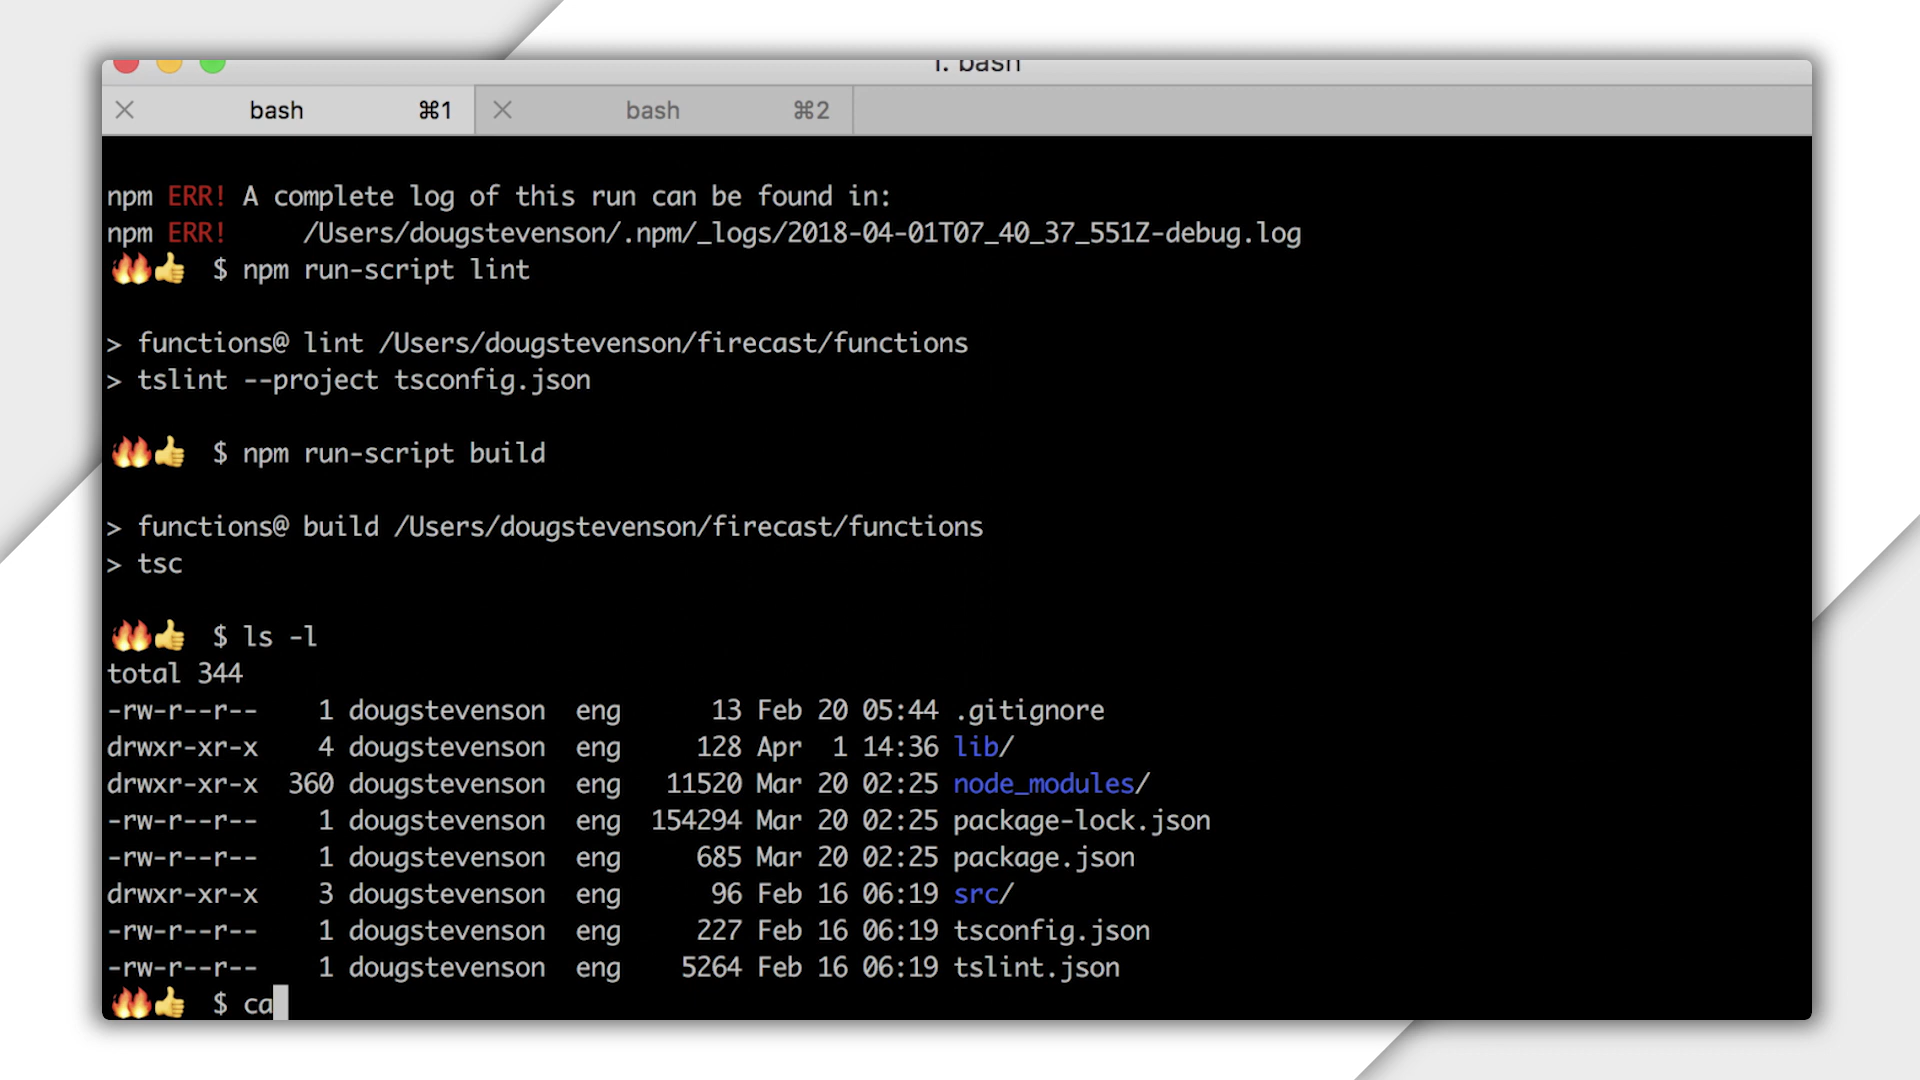 1. bash
bash ⌘1 bash ⌘2
npm ERR! A complete log of this run can be found in:
npm ERR!     /Users/dougstevenson/.npm/_logs/2018-04-01T07_40_37_551Z-debug.log
🔥🔥👍  $ npm run-script lint
> functions@ lint /Users/dougstevenson/firecast/functions
> tslint --project tsconfig.json
🔥🔥👍  $ npm run-script build
> functions@ build /Users/dougstevenson/firecast/functions
> tsc
🔥🔥👍  $ ls -l
total 344
-rw-r--r--    1 dougstevenson  eng      13 Feb 20 05:44 .gitignore
drwxr-xr-x    4 dougstevenson  eng     128 Apr  1 14:36 lib/
drwxr-xr-x  360 dougstevenson  eng   11520 Mar 20 02:25 node_modules/
-rw-r--r--    1 dougstevenson  eng  154294 Mar 20 02:25 package-lock.json
-rw-r--r--    1 dougstevenson  eng     685 Mar 20 02:25 package.json
drwxr-xr-x    3 dougstevenson  eng      96 Feb 16 06:19 src/
-rw-r--r--    1 dougstevenson  eng     227 Feb 16 06:19 tsconfig.json
-rw-r--r--    1 dougstevenson  eng    5264 Feb 16 06:19 tslint.json
🔥🔥👍  $ ca